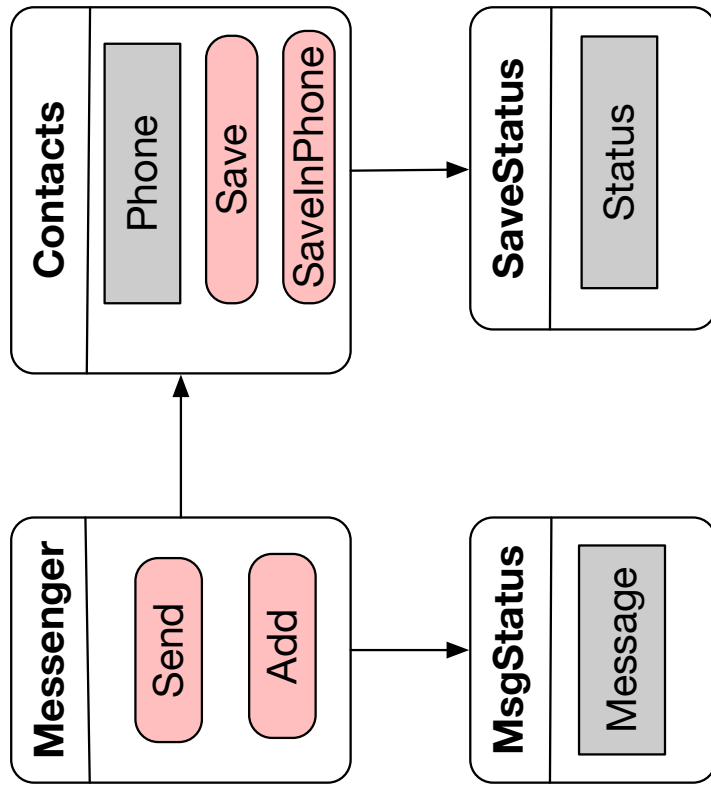 Messenger
Send
Add
MsgStatus
Message
Contacts
Phone
Save
SaveInPhone
SaveStatus
Status